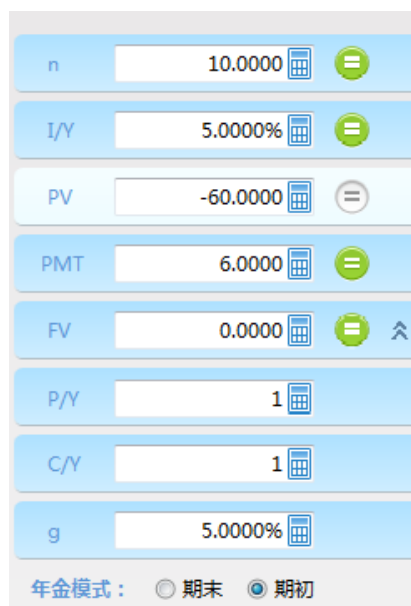 n 10.0000
I/Y 5.0000%
PV -60.0000
PMT 6.0000
FV 0.0000
P/Y 1
C/Y 1
g 5.0000%
年金模式： 期末 期初